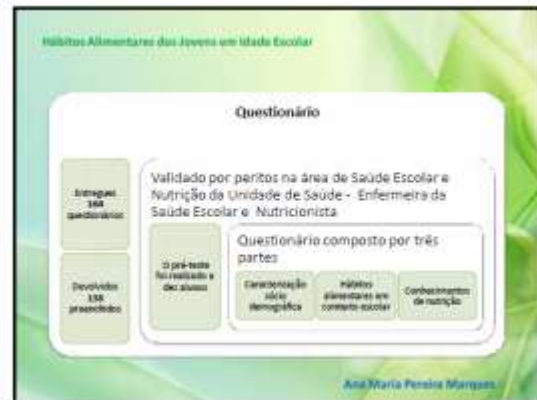 Hábitos Alimentares dos Jovens em Idade Escolar
Questionário
Entregues
questionários
Devolvidos
preenchidos
Validado por peritos na área de Saúde Escolar e
Nutrição da Unidade de Saúde - Enfermeira da
Saúde Escolar e Nutricionista
O pré-teste
foi realizado a
dez alunos
Questionário composto por três
partes
Caracterização
sócio
demográfica
Hábitos
alimentares em
contexto escolar
Conhecimentos
de nutrição
Ana Maria Pereira Marques